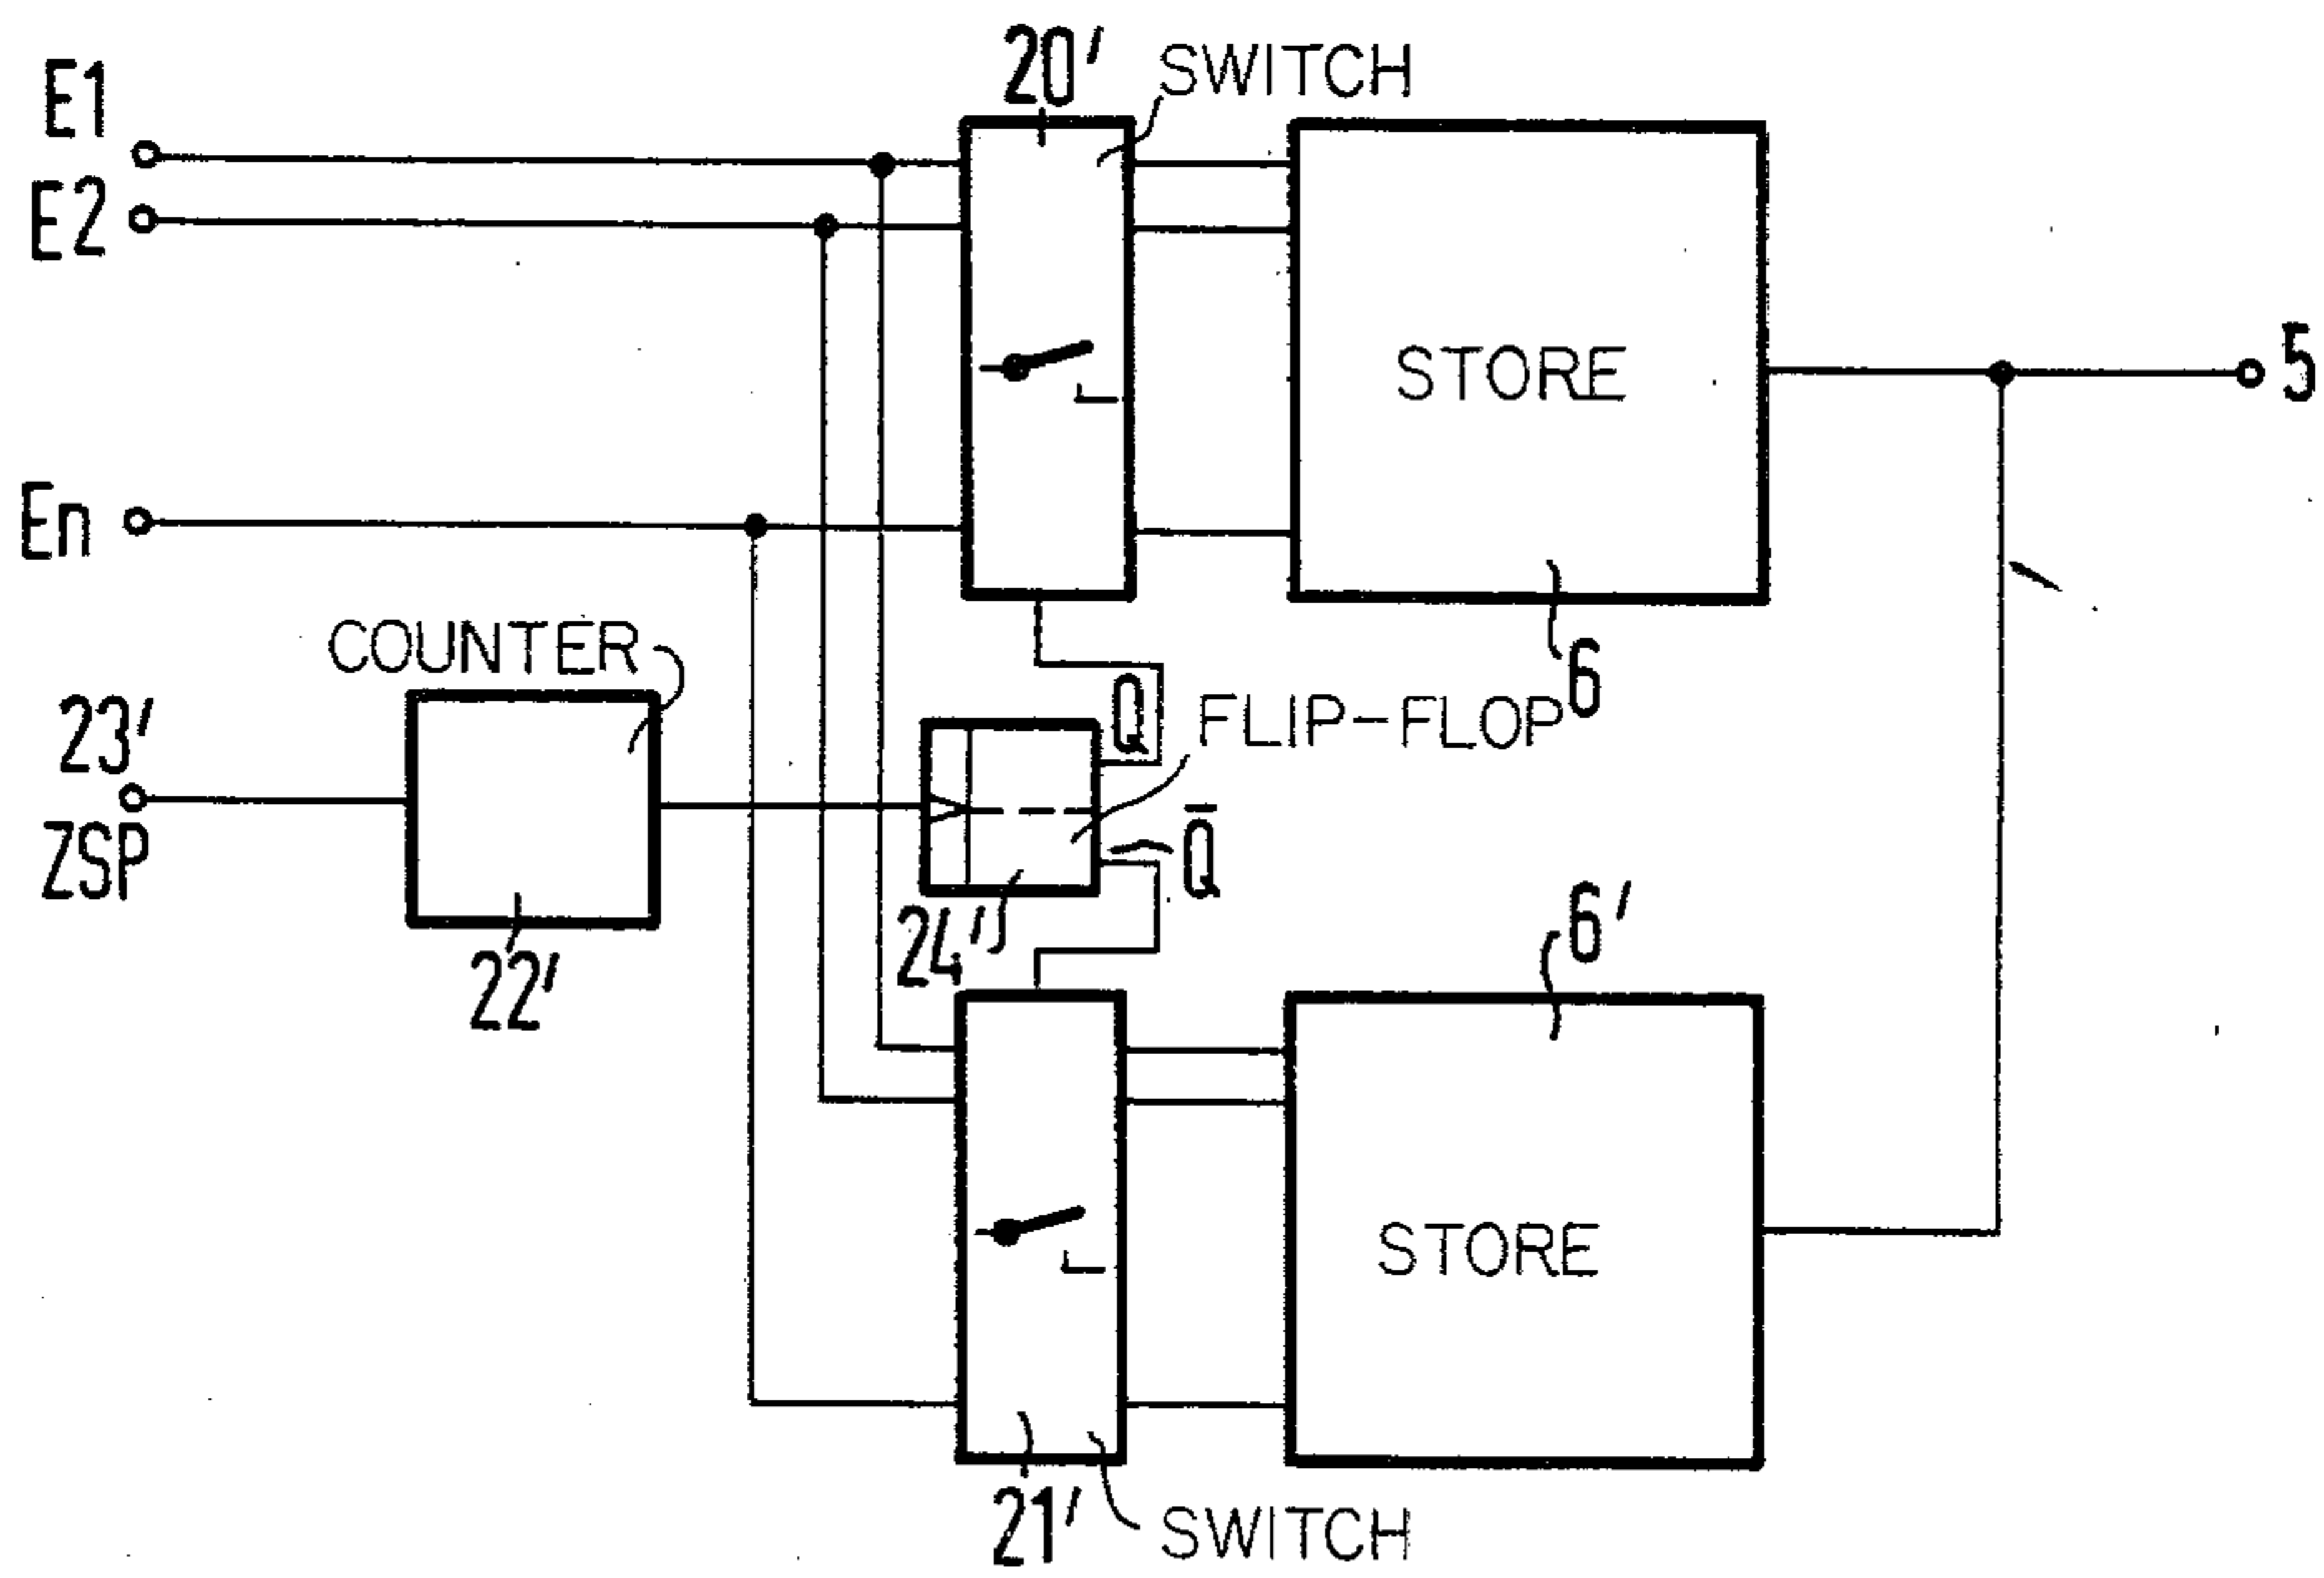 20'
SWITCH
E1
E2
STORE
5
En
COUNTER
6
23'
Q
FLIP-FLOP
ZSP
Q̄
24'
6'
22'
STORE
21'
SWITCH